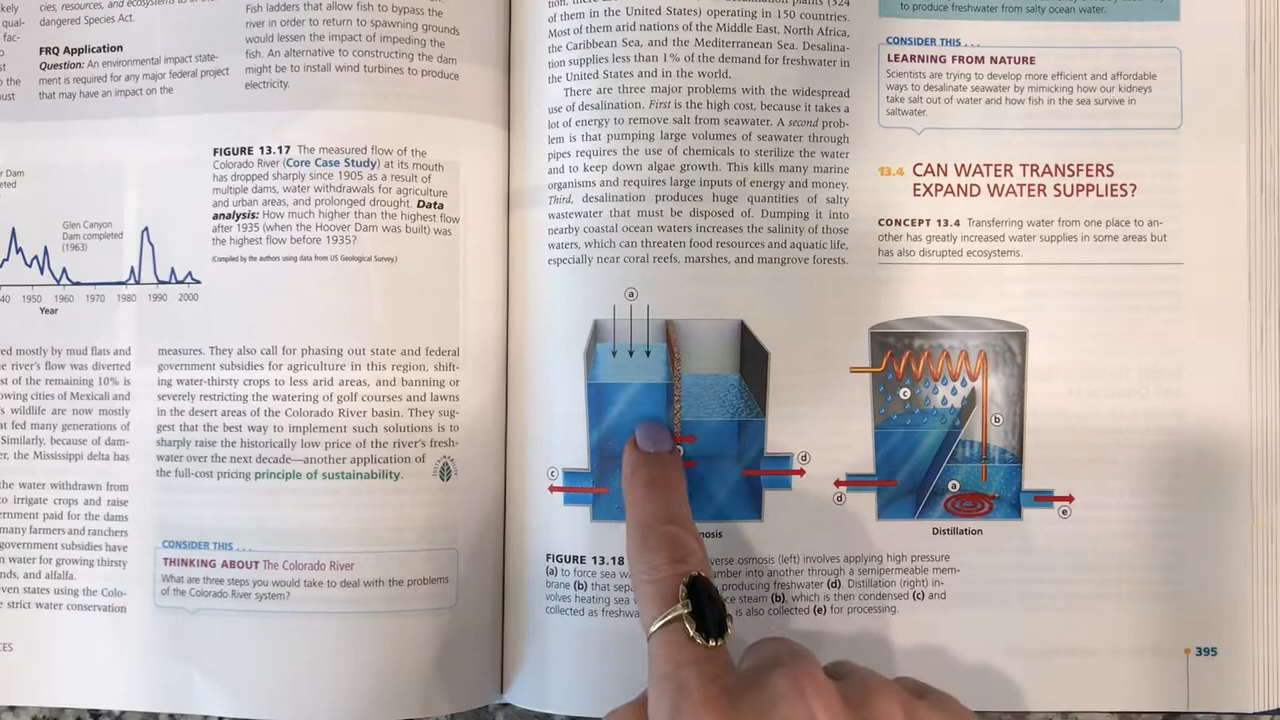 cies, resources, and ecosystems
dangered Species Act.
FRQ Application
Question: An environmental impact state-
ment is required for any major federal project
that may have an impact on the
Fish ladders that allow fish to bypass the
river in order to return to spawning grounds
would lessen the impact of impeding the
fish. An alternative to constructing the dam
might be to install wind turbines to produce
electricity.
FIGURE 13.17 The measured flow of the
Colorado River (Core Case Study) at its mouth
has dropped sharply since 1905 as a result of
multiple dams, water withdrawals for agriculture
and urban areas, and prolonged drought. Data
analysis: How much higher than the highest flow
after 1935 (when the Hoover Dam was built) was
the highest flow before 1935?
(Compiled by the authors using data from US Geological Survey.)
Dam
Glen Canyon
Dam completed
(1963)
40 1950 1960 1970 1980 1990 2000
Year
ed mostly by mud flats and
e river's flow was diverted
st of the remaining 10% is
owing cities of Mexicali and
's wildlife are now mostly
at fed many generations of
Similarly, because of dam-
er, the Mississippi delta has
the water withdrawn from
o irrigate crops and raise
ernment paid for the dams
many farmers and ranchers
government subsidies have
n water for growing thirsty
nds, and alfalfa.
ven states using the Colo-
e strict water conservation
measures. They also call for phasing out state and federal
government subsidies for agriculture in this region, shift-
ing water-thirsty crops to less arid areas, and banning or
severely restricting the watering of golf courses and lawns
in the desert areas of the Colorado River basin. They sug-
gest that the best way to implement such solutions is to
sharply raise the historically low price of the river's fresh-
water over the next decade—another application of
the full-cost pricing principle of sustainability.
CONSIDER THIS . . .
THINKING ABOUT The Colorado River
What are three steps you would take to deal with the problems
of the Colorado River system?
CES
of them in the United States) operating in 150 countries.
Most of them arid nations of the Middle East, North Africa,
the Caribbean Sea, and the Mediterranean Sea. Desalina-
tion supplies less than 1% of the demand for freshwater in
the United States and in the world.
There are three major problems with the widespread
use of desalination. First is the high cost, because it takes a
lot of energy to remove salt from seawater. A second prob-
lem is that pumping large volumes of seawater through
pipes requires the use of chemicals to sterilize the water
and to keep down algae growth. This kills many marine
organisms and requires large inputs of energy and money.
Third, desalination produces huge quantities of salty
wastewater that must be disposed of. Dumping it into
nearby coastal ocean waters increases the salinity of those
waters, which can threaten food resources and aquatic life,
especially near coral reefs, marshes, and mangrove forests.
to produce freshwater from salty ocean water.
CONSIDER THIS . . .
LEARNING FROM NATURE
Scientists are trying to develop more efficient and affordable
ways to desalinate seawater by mimicking how our kidneys
take salt out of water and how fish in the sea survive in
saltwater.
13.4 CAN WATER TRANSFERS
EXPAND WATER SUPPLIES?
CONCEPT 13.4 Transferring water from one place to an-
other has greatly increased water supplies in some areas but
has also disrupted ecosystems.
a
c
d
nosis
c
b
a
d
e
Distillation
FIGURE 13.18 verse osmosis (left) involves applying high pressure
(a) to force sea w amber into another through a semipermeable mem-
brane (b) that sepa producing freshwater (d). Distillation (right) in-
volves heating sea ce steam (b), which is then condensed (c) and
collected as freshwa is also collected (e) for processing.
395